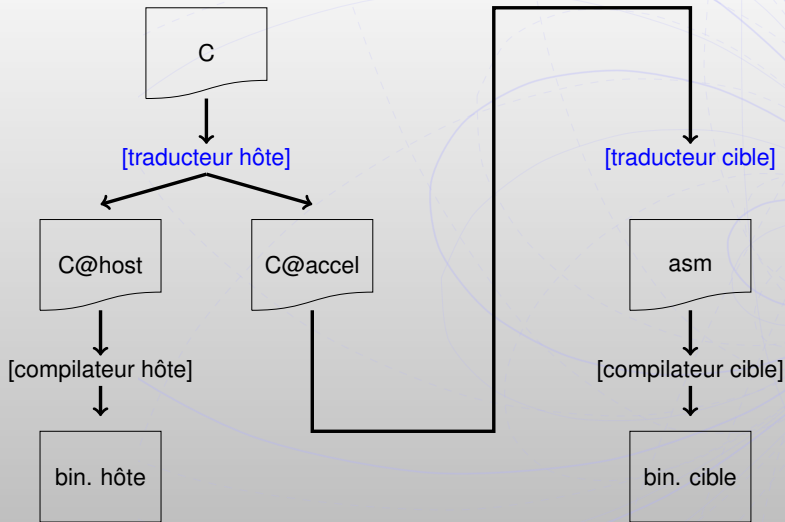 C
[traducteur hôte]
[traducteur cible]
C@host
C@accel
asm
[compilateur hôte]
[compilateur cible]
bin. hôte
bin. cible